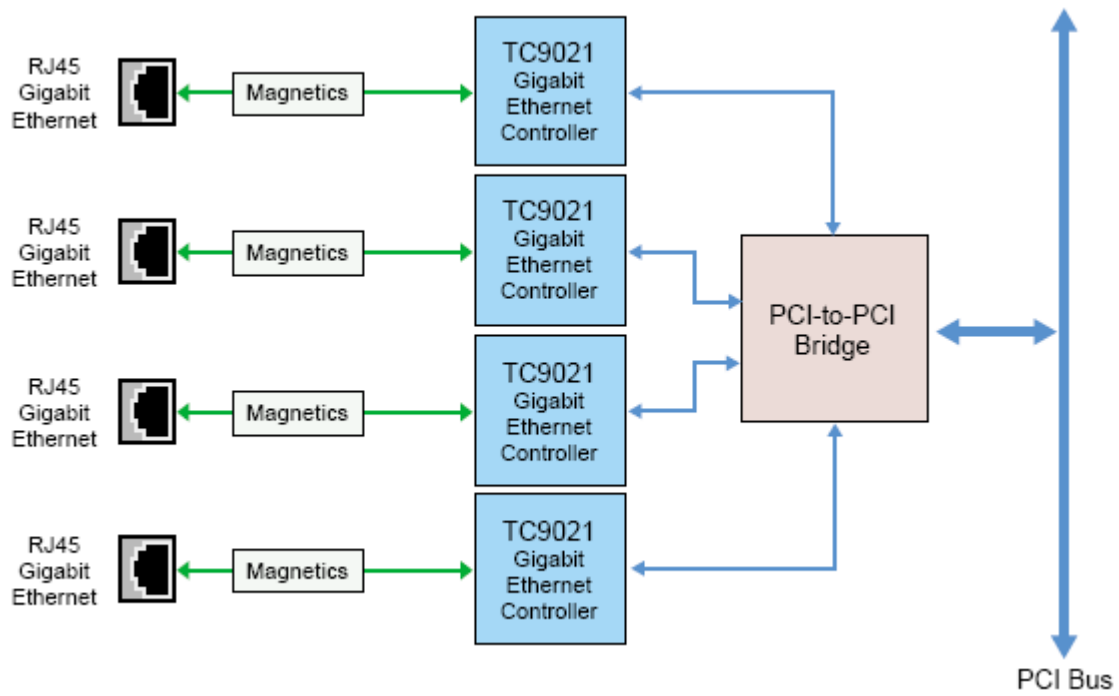 RJ45
Gigabit
Ethernet
Magnetics
TC9021
Gigabit
Ethernet
Controller
RJ45
Gigabit
Ethernet
Magnetics
TC9021
Gigabit
Ethernet
Controller
PCI-to-PCI
Bridge
RJ45
Gigabit
Ethernet
Magnetics
TC9021
Gigabit
Ethernet
Controller
RJ45
Gigabit
Ethernet
Magnetics
TC9021
Gigabit
Ethernet
Controller
PCI Bus